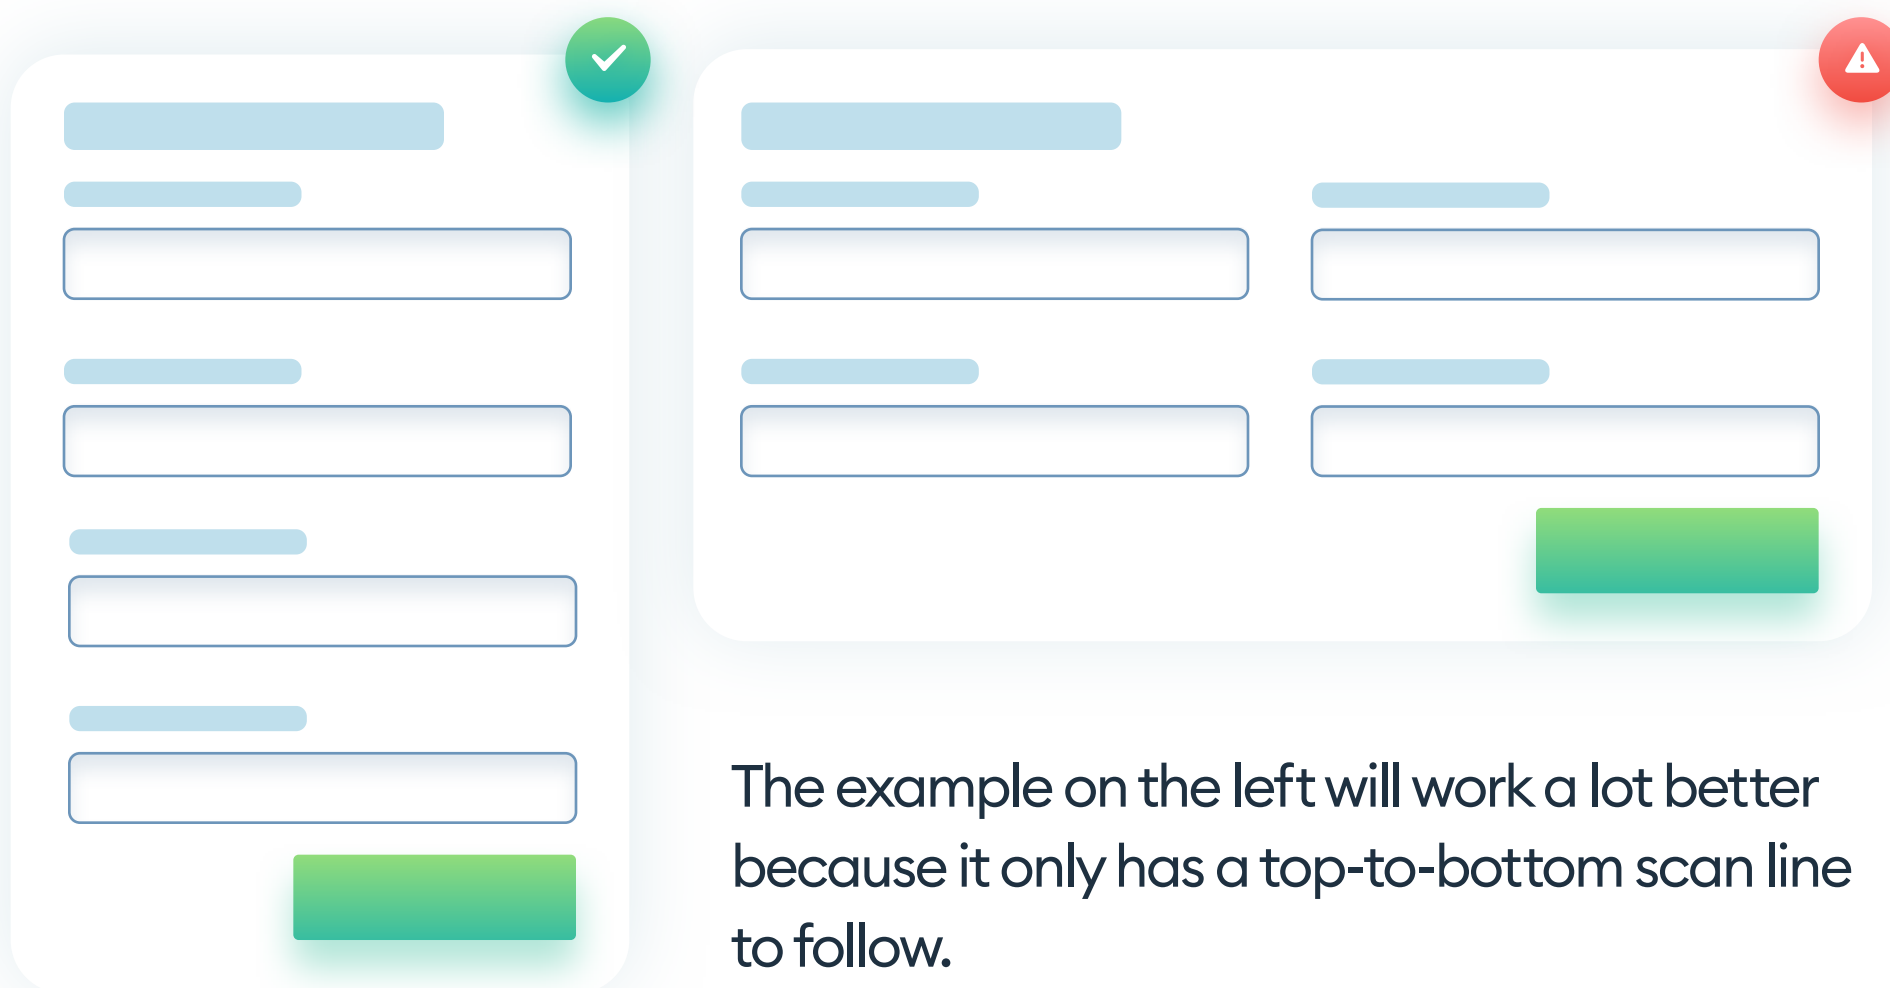 The example on the left will work a lot better
because it only has a top-to-bottom scan line
to follow.